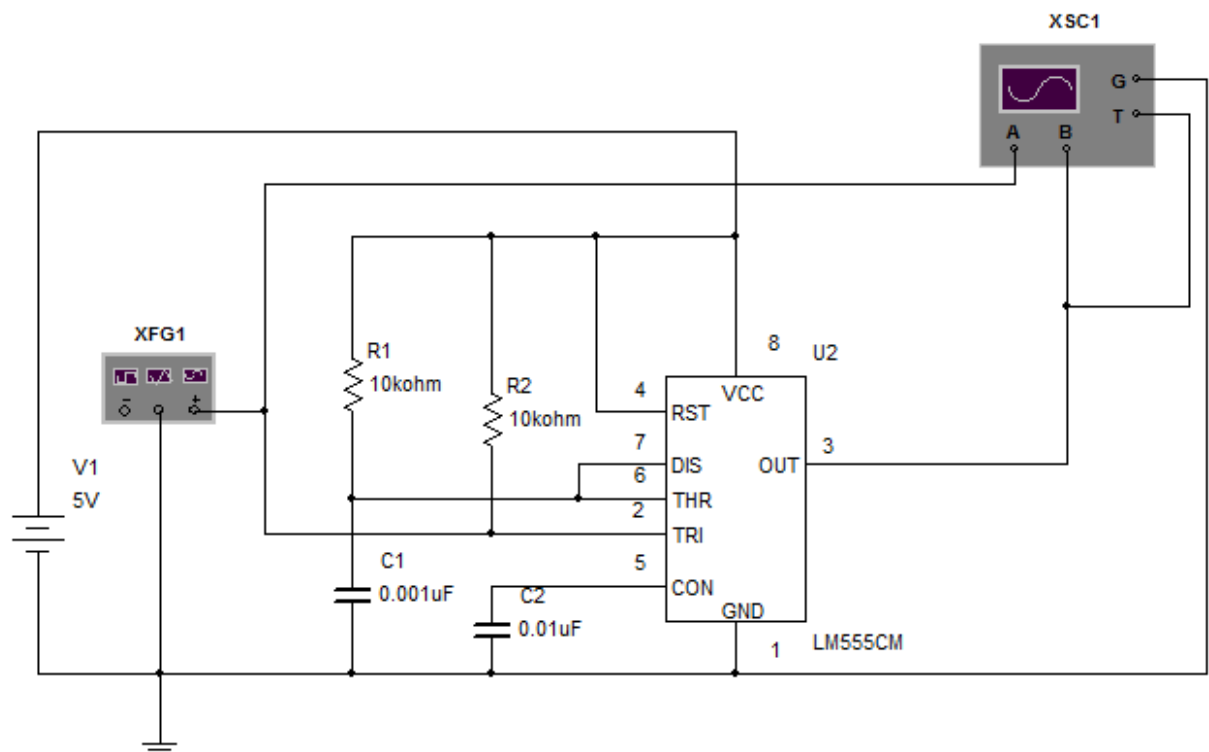 XSC1
G
T
A B
XFG1
- +
R1
10kohm
R2
10kohm
8 U2
4 VCC
RST
7 3
DIS OUT
6
THR
2
TRI
V1
5V
C1
0.001uF
5
CON
C2
0.01uF
GND
1 LM555CM